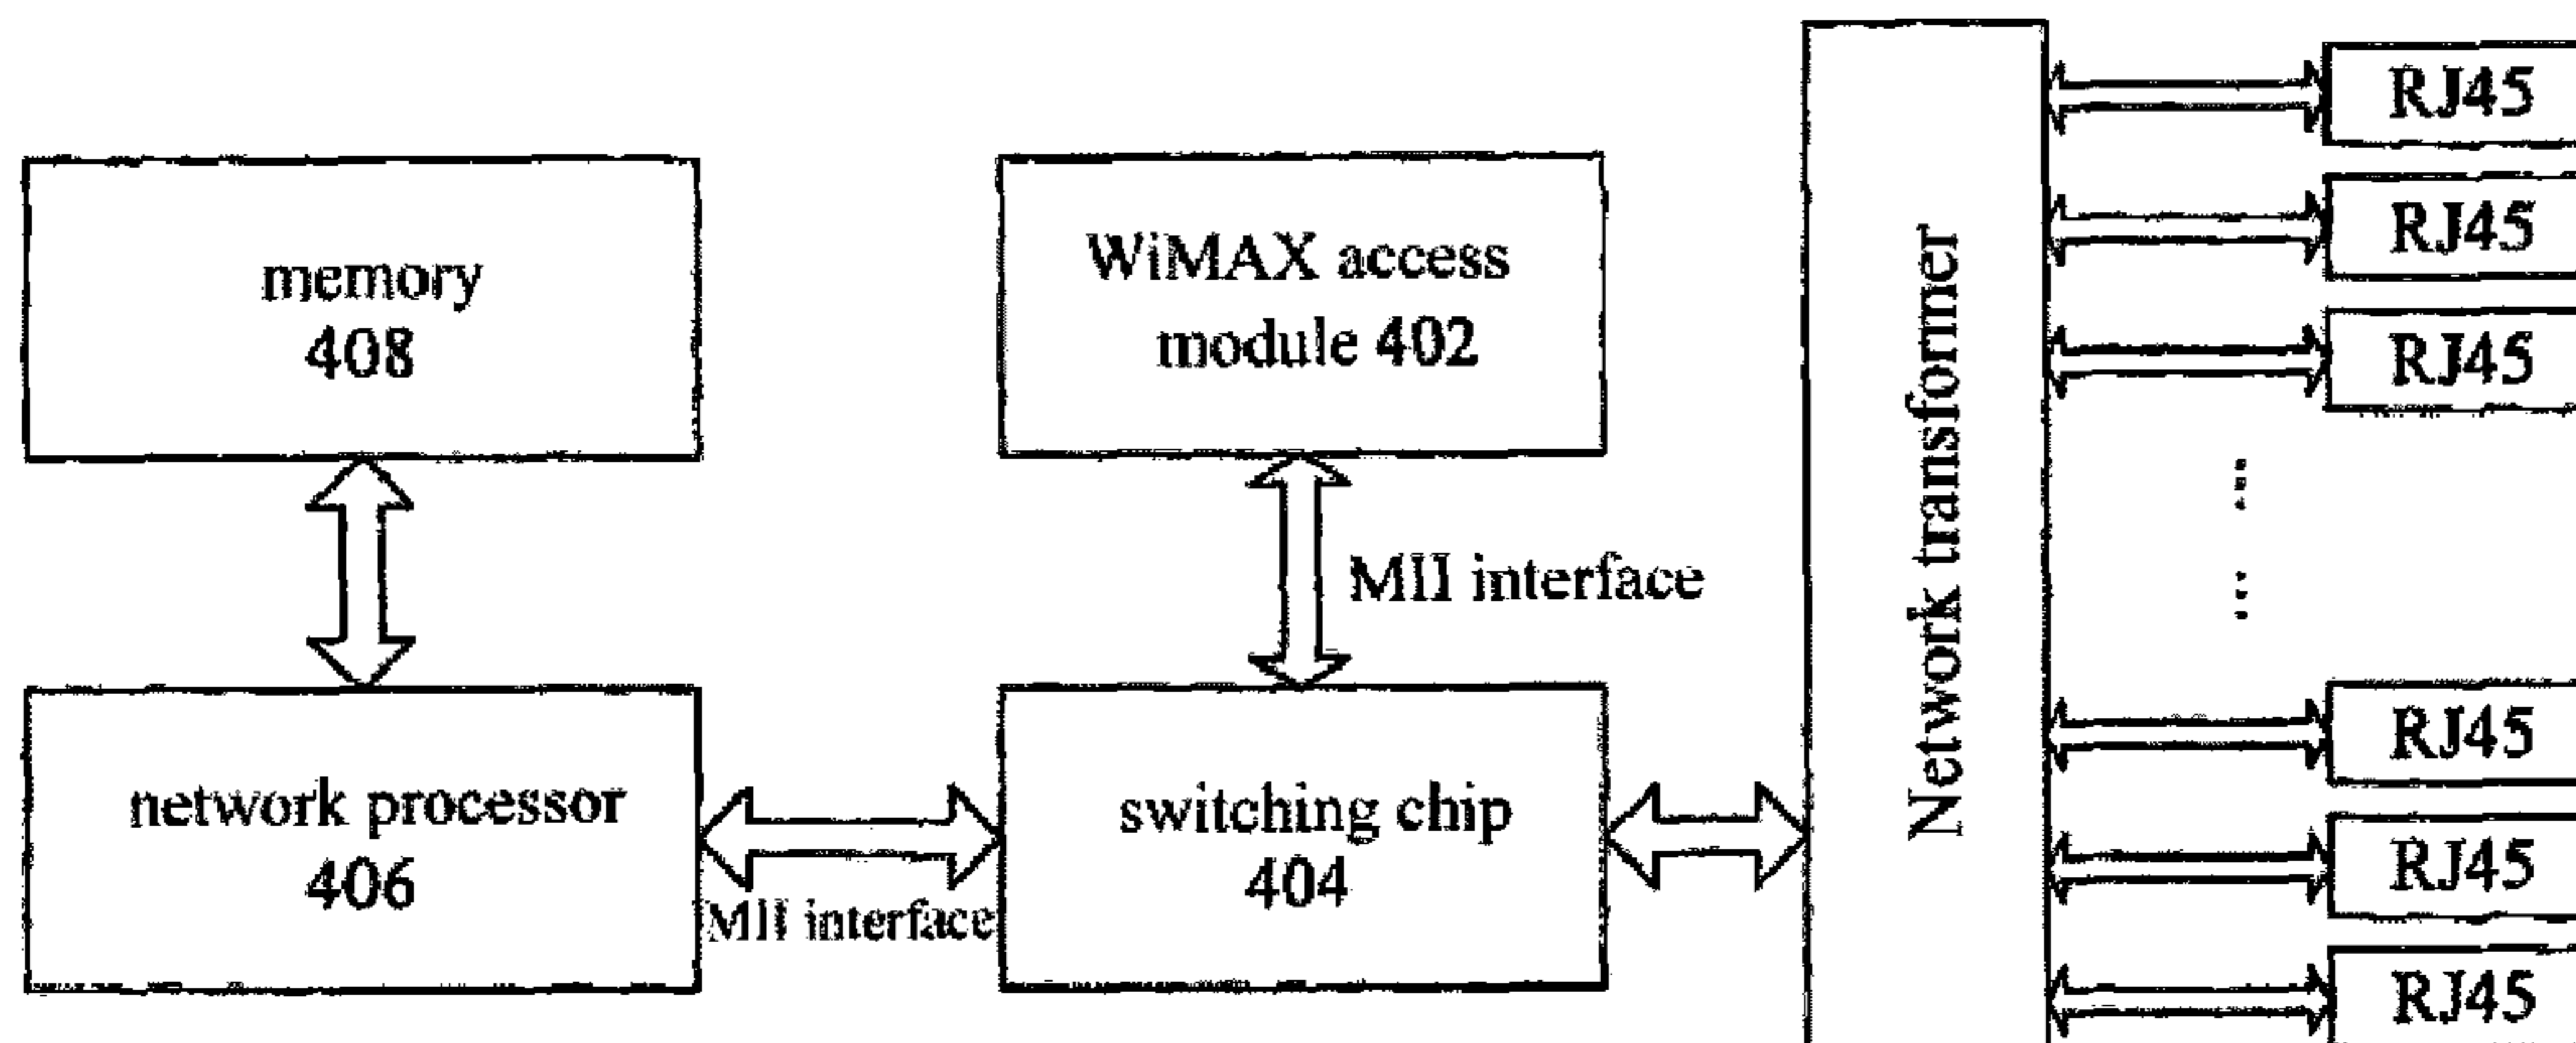 memory
408
WiMAX access
module 402
MII interface
network processor
406
MII interface
switching chip
404
Network transformer
RJ45
RJ45
RJ45
RJ45
RJ45
RJ45